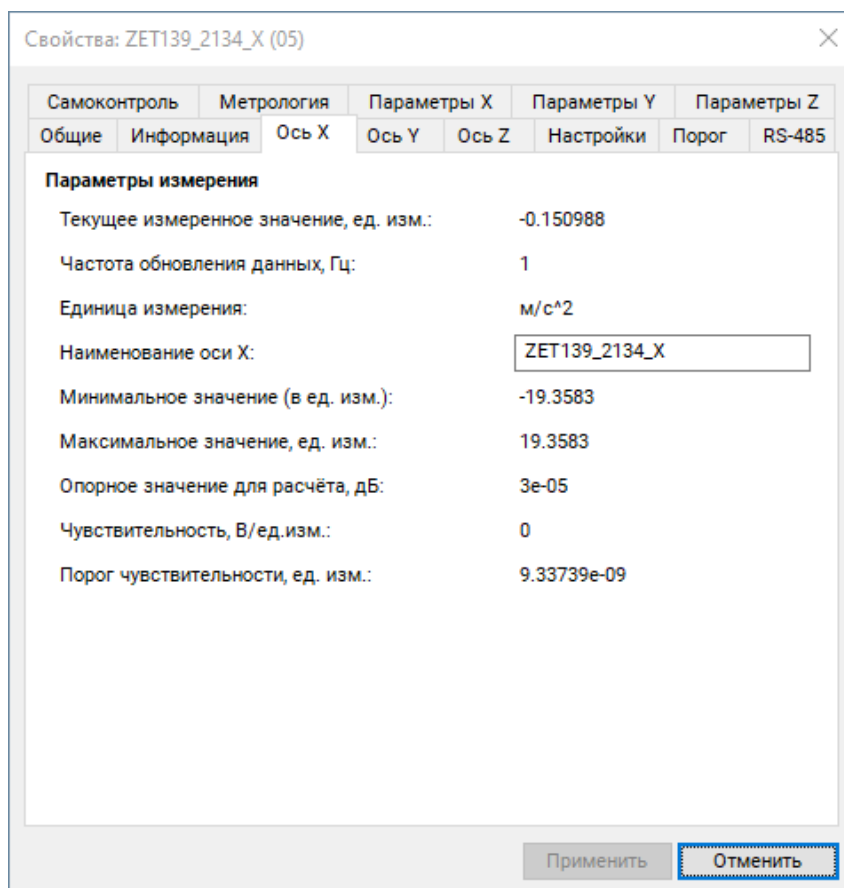 Свойства: ZET139_2134_X (05)
Самоконтроль Метрология Параметры X Параметры Y Параметры Z
Общие Информация Ось X Ось Y Ось Z Настройки Порог RS-485
Параметры измерения
Текущее измеренное значение, ед. изм.: -0.150988
Частота обновления данных, Гц: 1
Единица измерения: м/с^2
Наименование оси X: ZET139_2134_X
Минимальное значение (в ед. изм.): -19.3583
Максимальное значение, ед. изм.: 19.3583
Опорное значение для расчёта, дБ: 3e-05
Чувствительность, В/ед.изм.: 0
Порог чувствительности, ед. изм.: 9.33739e-09
Применить Отменить